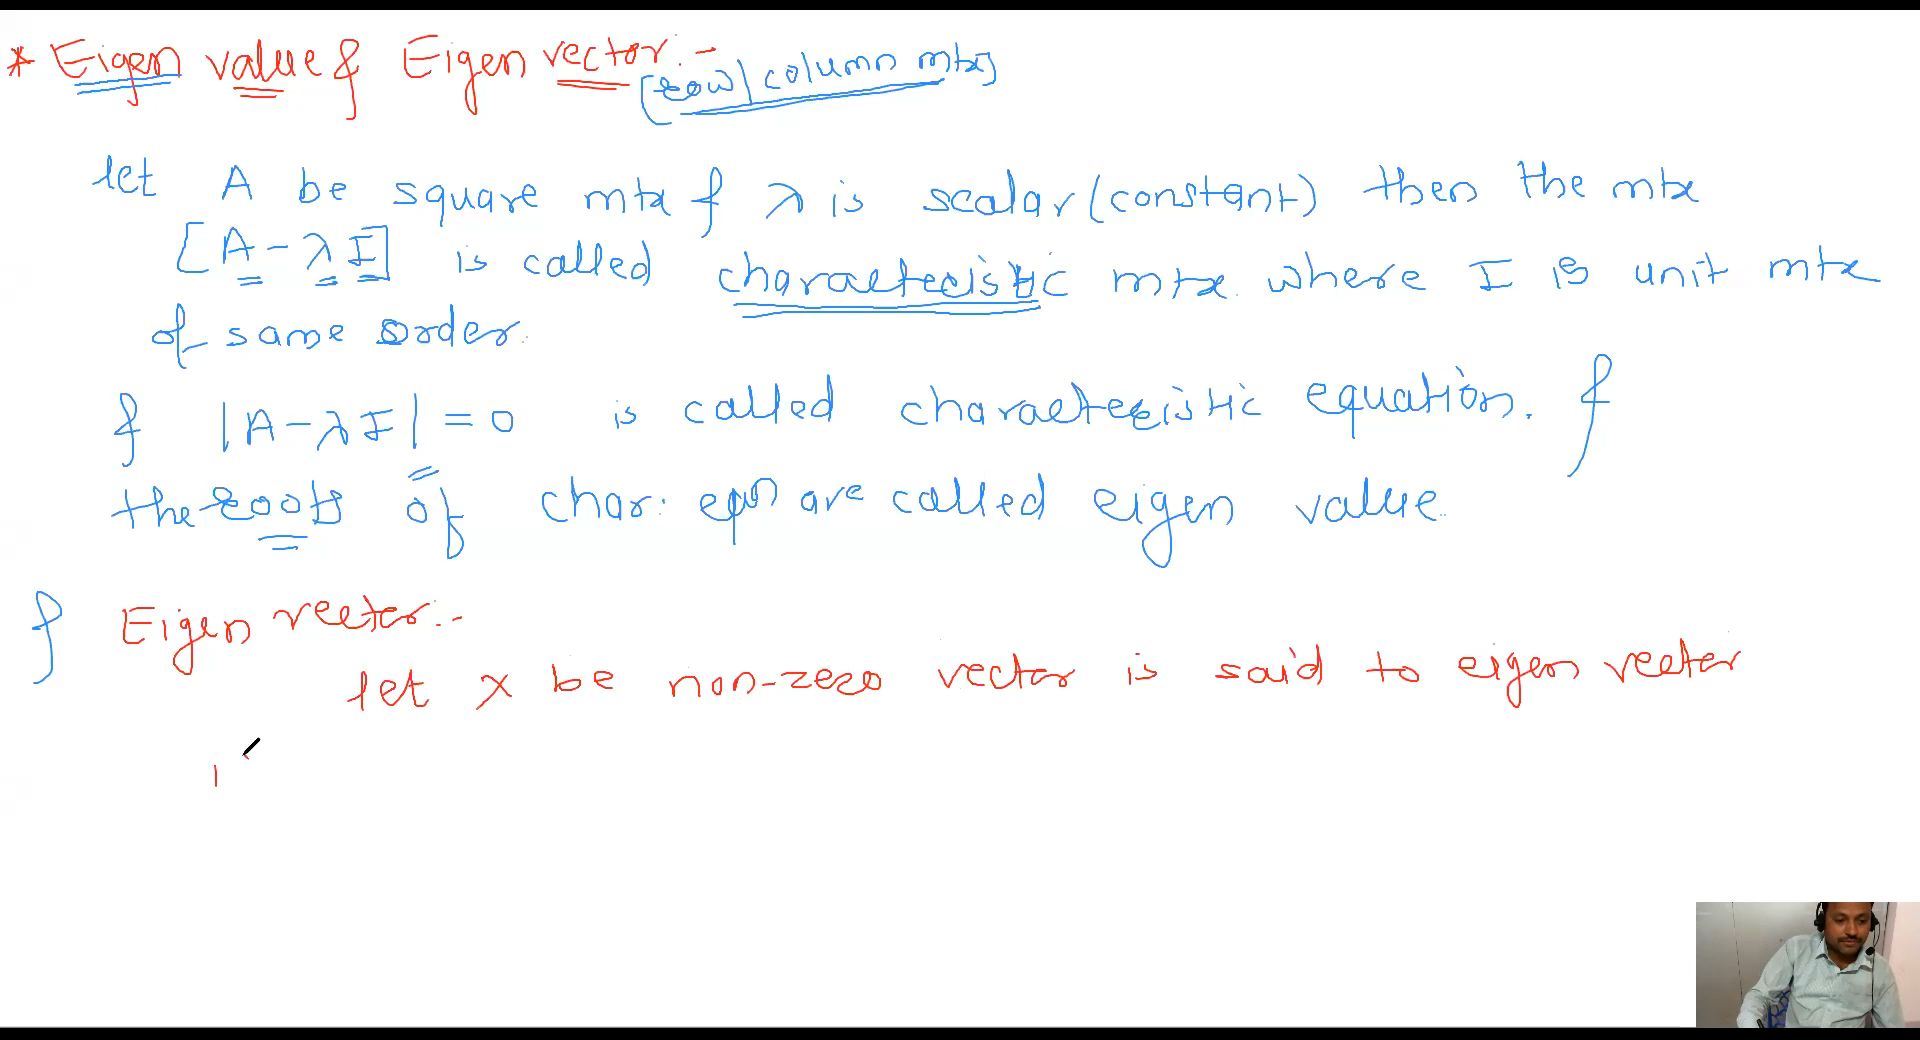 * Eigen value & Eigen vector :-
[row | column mtx]
let A be square mtx & λ is scalar (constant) then the mtx
[A - λ I] is called characteristic mtx. where I is unit mtx
of same order.
& |A - λ I| = 0 is called characteristic equation. &
the roots of char. eqn are called eigen value.
& Eigen vector :-
let x be non-zero vector is said to eigen vector